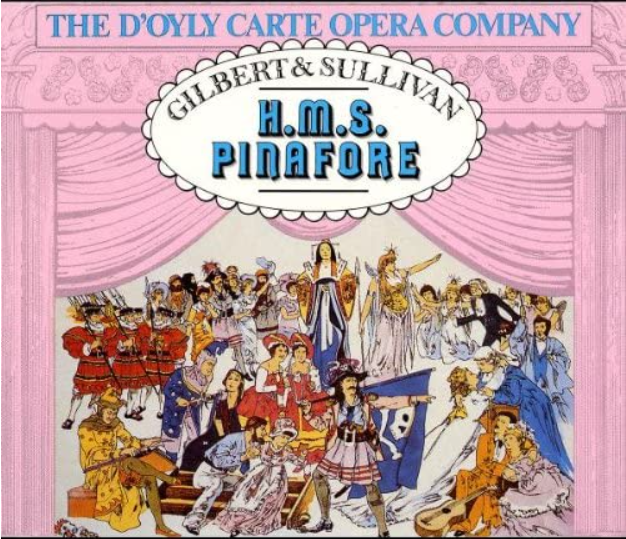 THE D'OYLY CARTE OPERA COMPANY
GILBERT & SULLIVAN
H.M.S.
PINAFORE